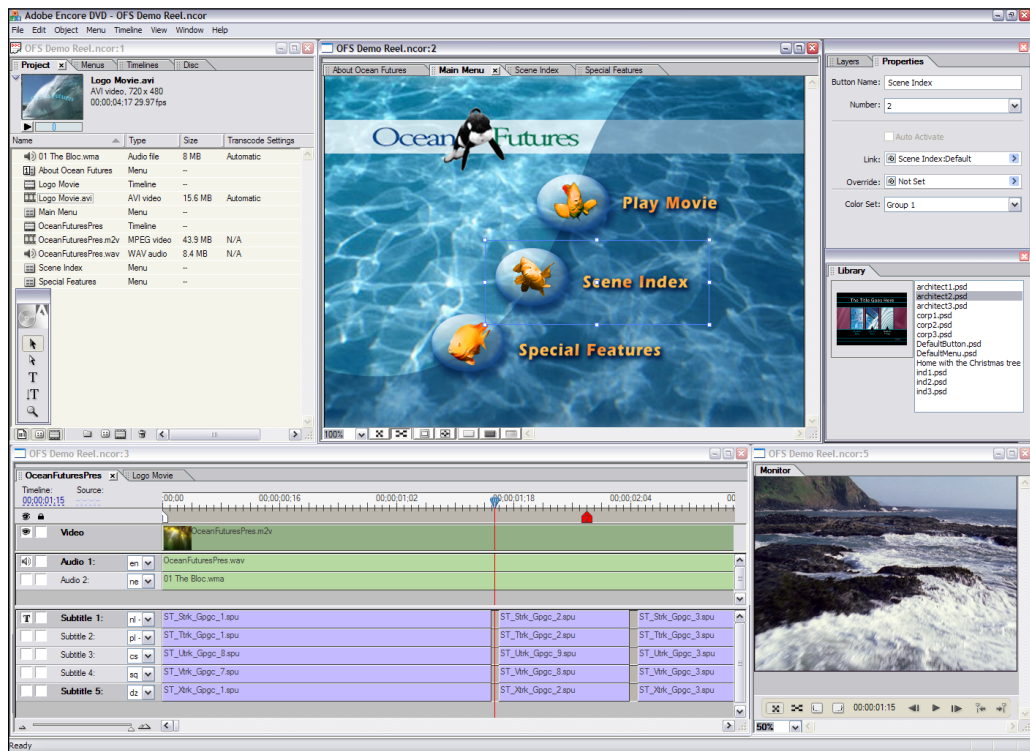 Adobe Encore DVD - OFS Demo Reel.ncor
File Edit Object Menu Timeline View Window Help
OFS Demo Reel.ncor:1
Project x Menus Timelines Disc
Logo Movie.avi
AVI video, 720 x 480
00;00;04;17 29.97 fps
Name Type Size Transcode Settings
01 The Bloc.wma Audio file 8 MB Automatic
About Ocean Futures Menu --
Logo Movie Timeline --
Logo Movie.avi AVI video 15.6 MB Automatic
Main Menu Menu --
OceanFuturesPres Timeline --
OceanFuturesPres.m2v MPEG video 43.9 MB N/A
OceanFuturesPres.wav WAV audio 8.4 MB N/A
Scene Index Menu --
Special Features Menu --
T
IT
OFS Demo Reel.ncor:2
About Ocean Futures Main Menu x Scene Index Special Features
Ocean Futures
Play Movie
Scene Index
Special Features
100%
Layers Properties
Button Name: Scene Index
Number: 2
Auto Activate
Link: Scene Index:Default
Override: Not Set
Color Set: Group 1
Library
The Title Goes Here
architect1.psd
architect2.psd
architect3.psd
corp1.psd
corp2.psd
corp3.psd
DefaultButton.psd
DefaultMenu.psd
Home with the Christmas tree
ind1.psd
ind2.psd
ind3.psd
OFS Demo Reel.ncor:3
OceanFuturesPres x Logo Movie
Timeline: Source:
00;00;01;15
00;00 00;00;00;16 00;00;01;02 00;00;01;18 00;00;02;04 00
Video OceanFuturesPres.m2v
Audio 1: en OceanFuturesPres.wav
Audio 2: ne 01 The Bloc.wma
T Subtitle 1: nl - ST_Strk_Gpgc_1.spu ST_Strk_Gpgc_2.spu ST_Strk_Gpgc_3.spu
Subtitle 2: pl - ST_Ttrk_Gpgc_1.spu ST_Ttrk_Gpgc_2.spu ST_Ttrk_Gpgc_3.spu
Subtitle 3: cs ST_Utrk_Gpgc_8.spu ST_Utrk_Gpgc_9.spu ST_Utrk_Gpgc_3.spu
Subtitle 4: sq ST_Vtrk_Gpgc_7.spu ST_Vtrk_Gpgc_8.spu ST_Vtrk_Gpgc_3.spu
Subtitle 5: dz ST_Xtrk_Gpgc_1.spu ST_Xtrk_Gpgc_2.spu ST_Xtrk_Gpgc_3.spu
OFS Demo Reel.ncor:5
Monitor
00:00:01:15
50%
Ready